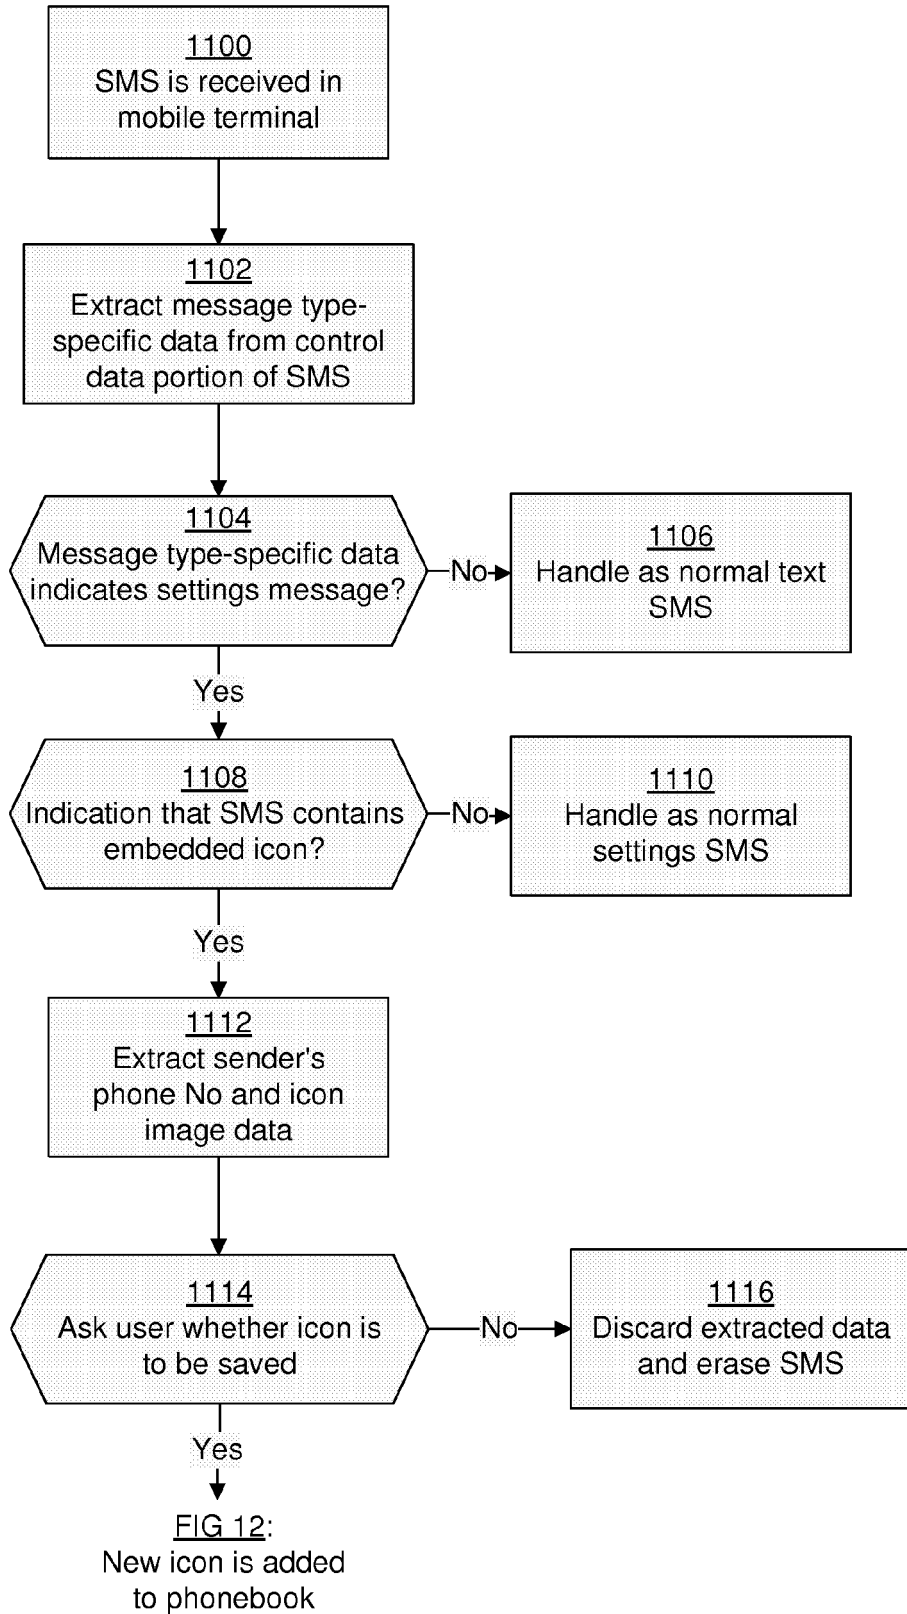 1100
SMS is received in
mobile terminal
1102
Extract message type-
specific data from control
data portion of SMS
1104
Message type-specific data
indicates settings message?
No
1106
Handle as normal text
SMS
Yes
1108
Indication that SMS contains
embedded icon?
No
1110
Handle as normal
settings SMS
Yes
1112
Extract sender's
phone No and icon
image data
1114
Ask user whether icon is
to be saved
No
1116
Discard extracted data
and erase SMS
Yes
FIG 12:
New icon is added
to phonebook